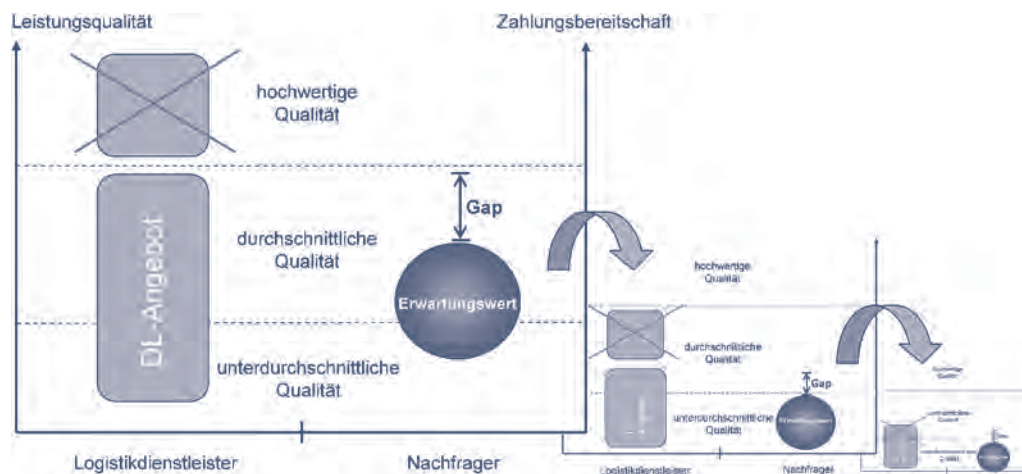 Leistungsqualität
Zahlungsbereitschaft
hochwertige
Qualität
Gap
DL-Angebot
durchschnittliche
Qualität
Erwartungswert
unterdurchschnittliche
Qualität
Logistikdienstleister
Nachfrager
hochwertige
Qualität
durchschnittliche
Qualität
Gap
unterdurchschnittliche
Qualität
Logistikdienstleister
Nachfrager